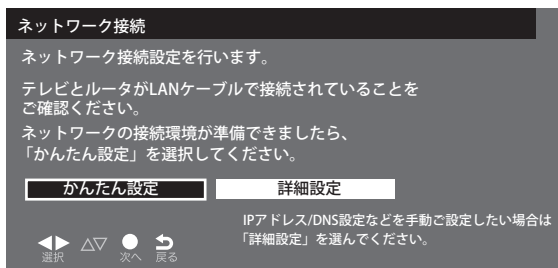 ネットワーク接続
ネットワーク接続設定を行います。
テレビとルータがLANケーブルで接続されていることを
ご確認ください。
ネットワークの接続環境が準備できましたら、
「かんたん設定」を選択してください。
かんたん設定
詳細設定
IPアドレス/DNS設定などを手動ご設定したい場合は
「詳細設定」を選んでください。
選択
次へ
戻る